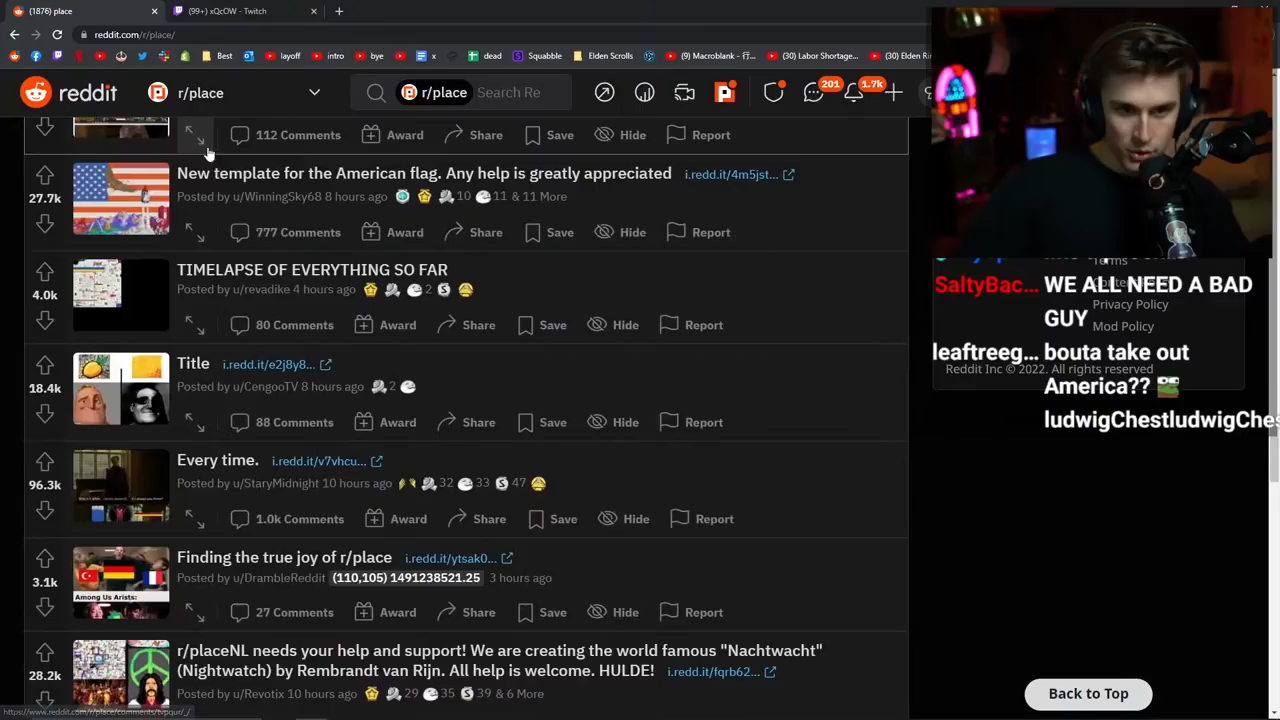 (1876) place
(99+) xQcOW - Twitch
reddit.com/r/place/
Best
layoff
intro
bye
x
dead
Squabble
Elden Scrolls
(9) Macroblank - 行...
(30) Labor Shortage...
(30) Elden Rin
reddit
r/place
r/place
Search Re
201
1.7k
112 Comments
Award
Share
Save
Hide
Report
27.7k
New template for the American flag. Any help is greatly appreciated
i.redd.it/4m5jst...
Posted by u/WinningSky68 8 hours ago
10
11
& 11 More
777 Comments
Award
Share
Save
Hide
Report
4.0k
TIMELAPSE OF EVERYTHING SO FAR
Posted by u/eadike 4 hours ago
2
80 Comments
Award
Share
Save
Hide
Report
18.4k
Title
i.redd.it/e2j8y8...
Posted by u/CengooTV 8 hours ago
2
88 Comments
Award
Share
Save
Hide
Report
96.3k
Every time.
i.redd.it/v7vhcu...
Posted by u/StaryMidnight 10 hours ago
32
33
47
1.0k Comments
Award
Share
Save
Hide
Report
3.1k
Among Us Arists:
Finding the true joy of r/place
i.redd.it/ytsak0...
Posted by u/DrambleReddit (110,105) 1491238521.25 3 hours ago
27 Comments
Award
Share
Save
Hide
Report
28.2k
r/placeNL needs your help and support! We are creating the world famous "Nachtwacht"
(Nightwatch) by Rembrandt van Rijn. All help is welcome. HULDE!
i.redd.it/fqrb62...
Posted by u/Revotix 10 hours ago
29
35
39 & 6 More
https://www.reddit.com/r/place/comments/tvpqur/_/
Terms
Privacy Policy
Mod Policy
Reddit Inc © 2022. All rights reserved
SaltyBac... WE ALL NEED A BAD
GUY
leaftreeg... bouta take out
America??
ludwigChestludwigChes
Back to Top